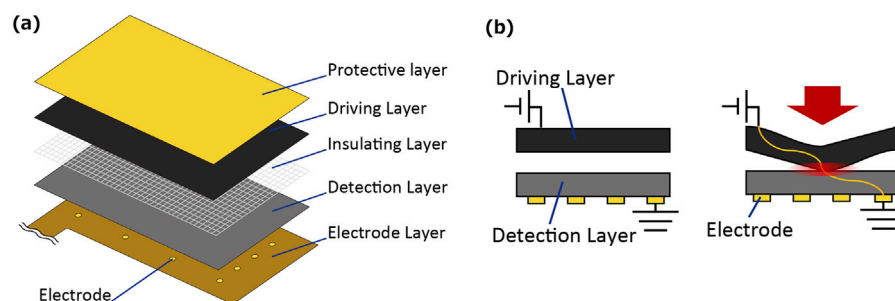 (a)
Protective layer
Driving Layer
Insulating Layer
Detection Layer
Electrode Layer
Electrode
(b)
Driving Layer
Detection Layer
Electrode